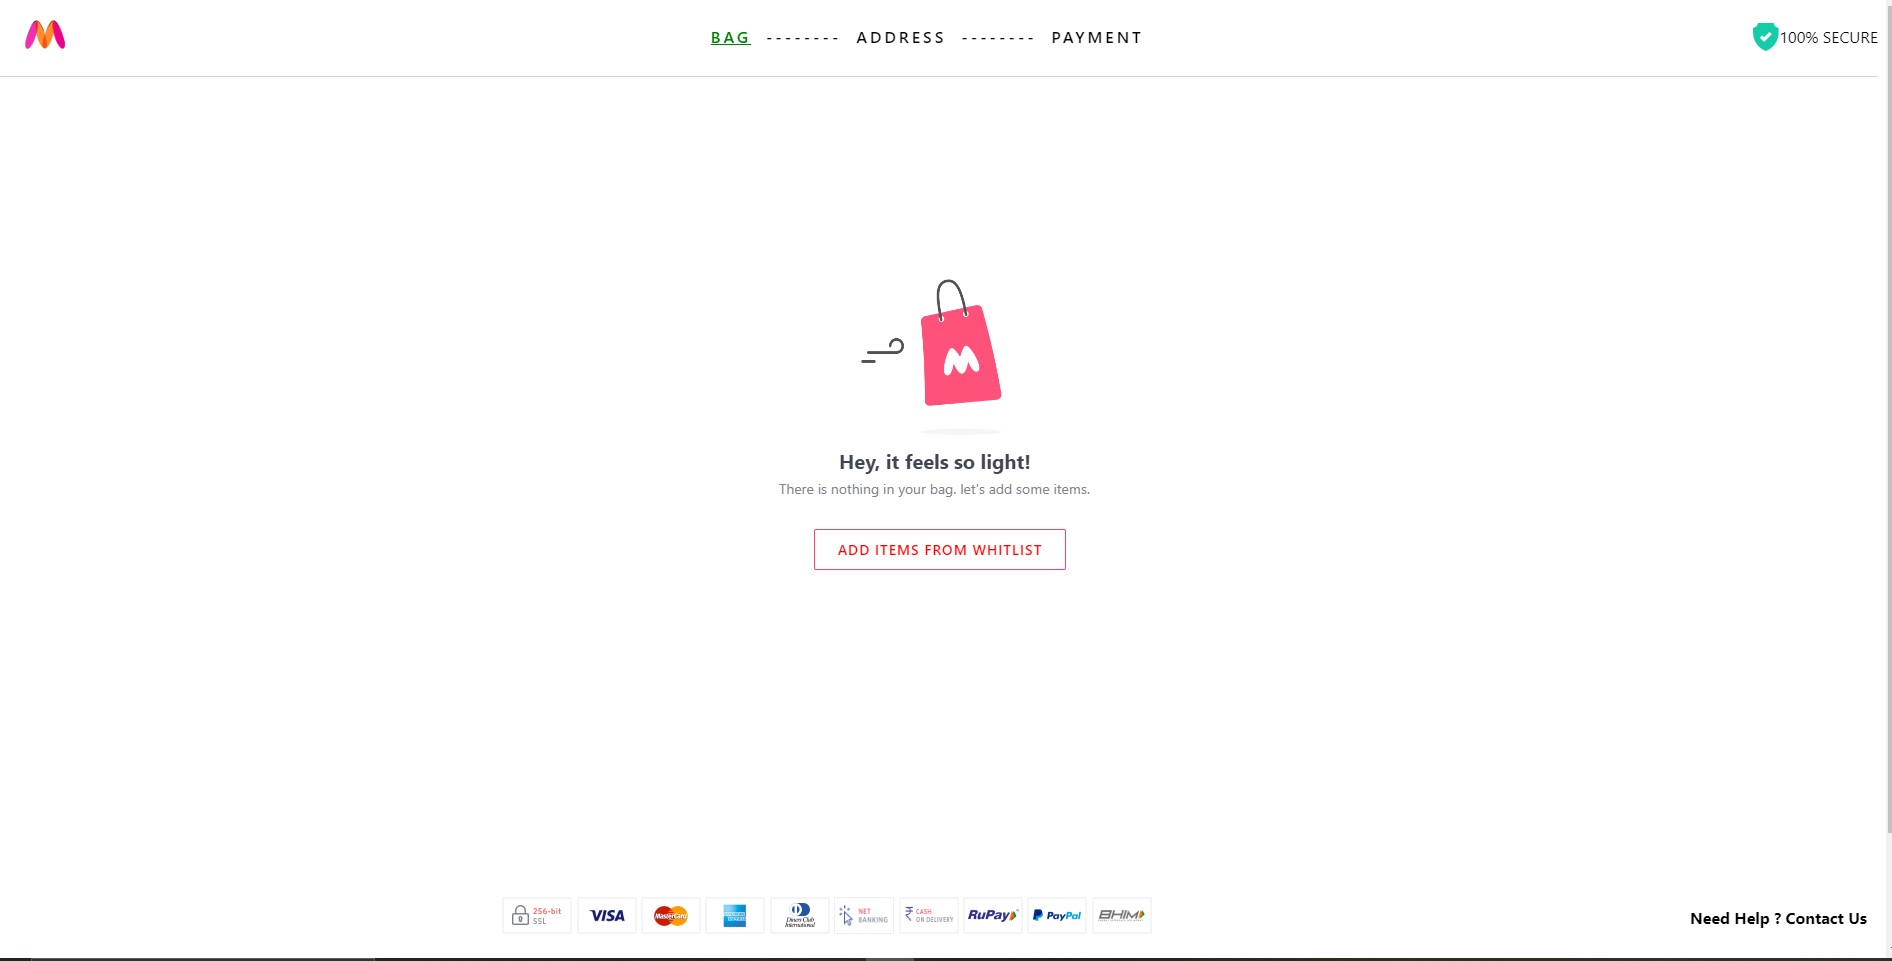 BAG -------- ADDRESS -------- PAYMENT
100% SECURE
Hey, it feels so light!
There is nothing in your bag. let's add some items.
ADD ITEMS FROM WHITLIST
256-bit
SSL
VISA
MasterCard
AMERICAN EXPRESS
Diners Club
International
NET
BANKING
₹ CASH
ON DELIVERY
RuPay
PayPal
BHIM
Need Help ? Contact Us